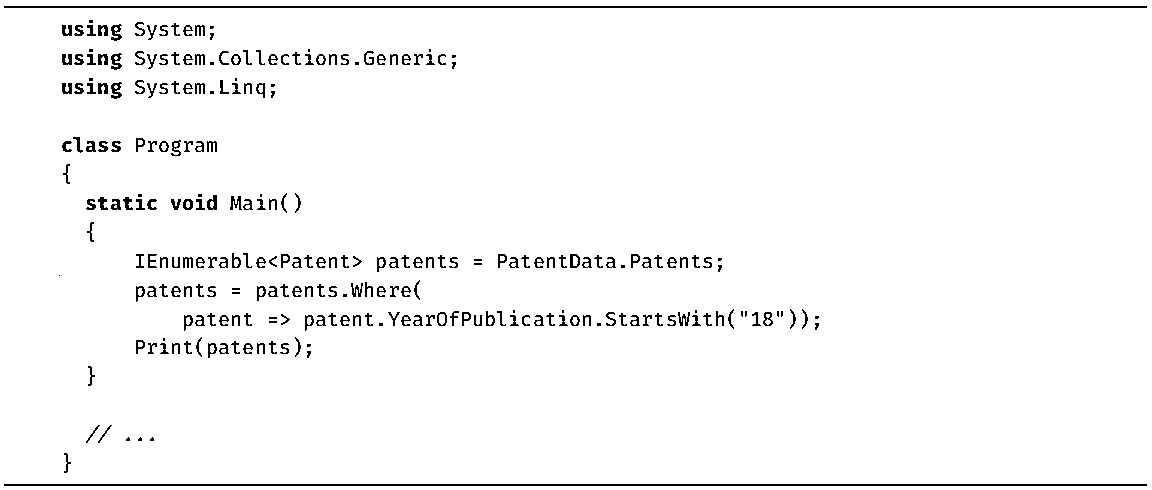 using System;
using System.Collections.Generic;
using System.Linq;

class Program
{
  static void Main()
  {
      IEnumerable<Patent> patents = PatentData.Patents;
      patents = patents.Where(
          patent => patent.YearOfPublication.StartsWith("18"));
      Print(patents);
  }

  // ...
}